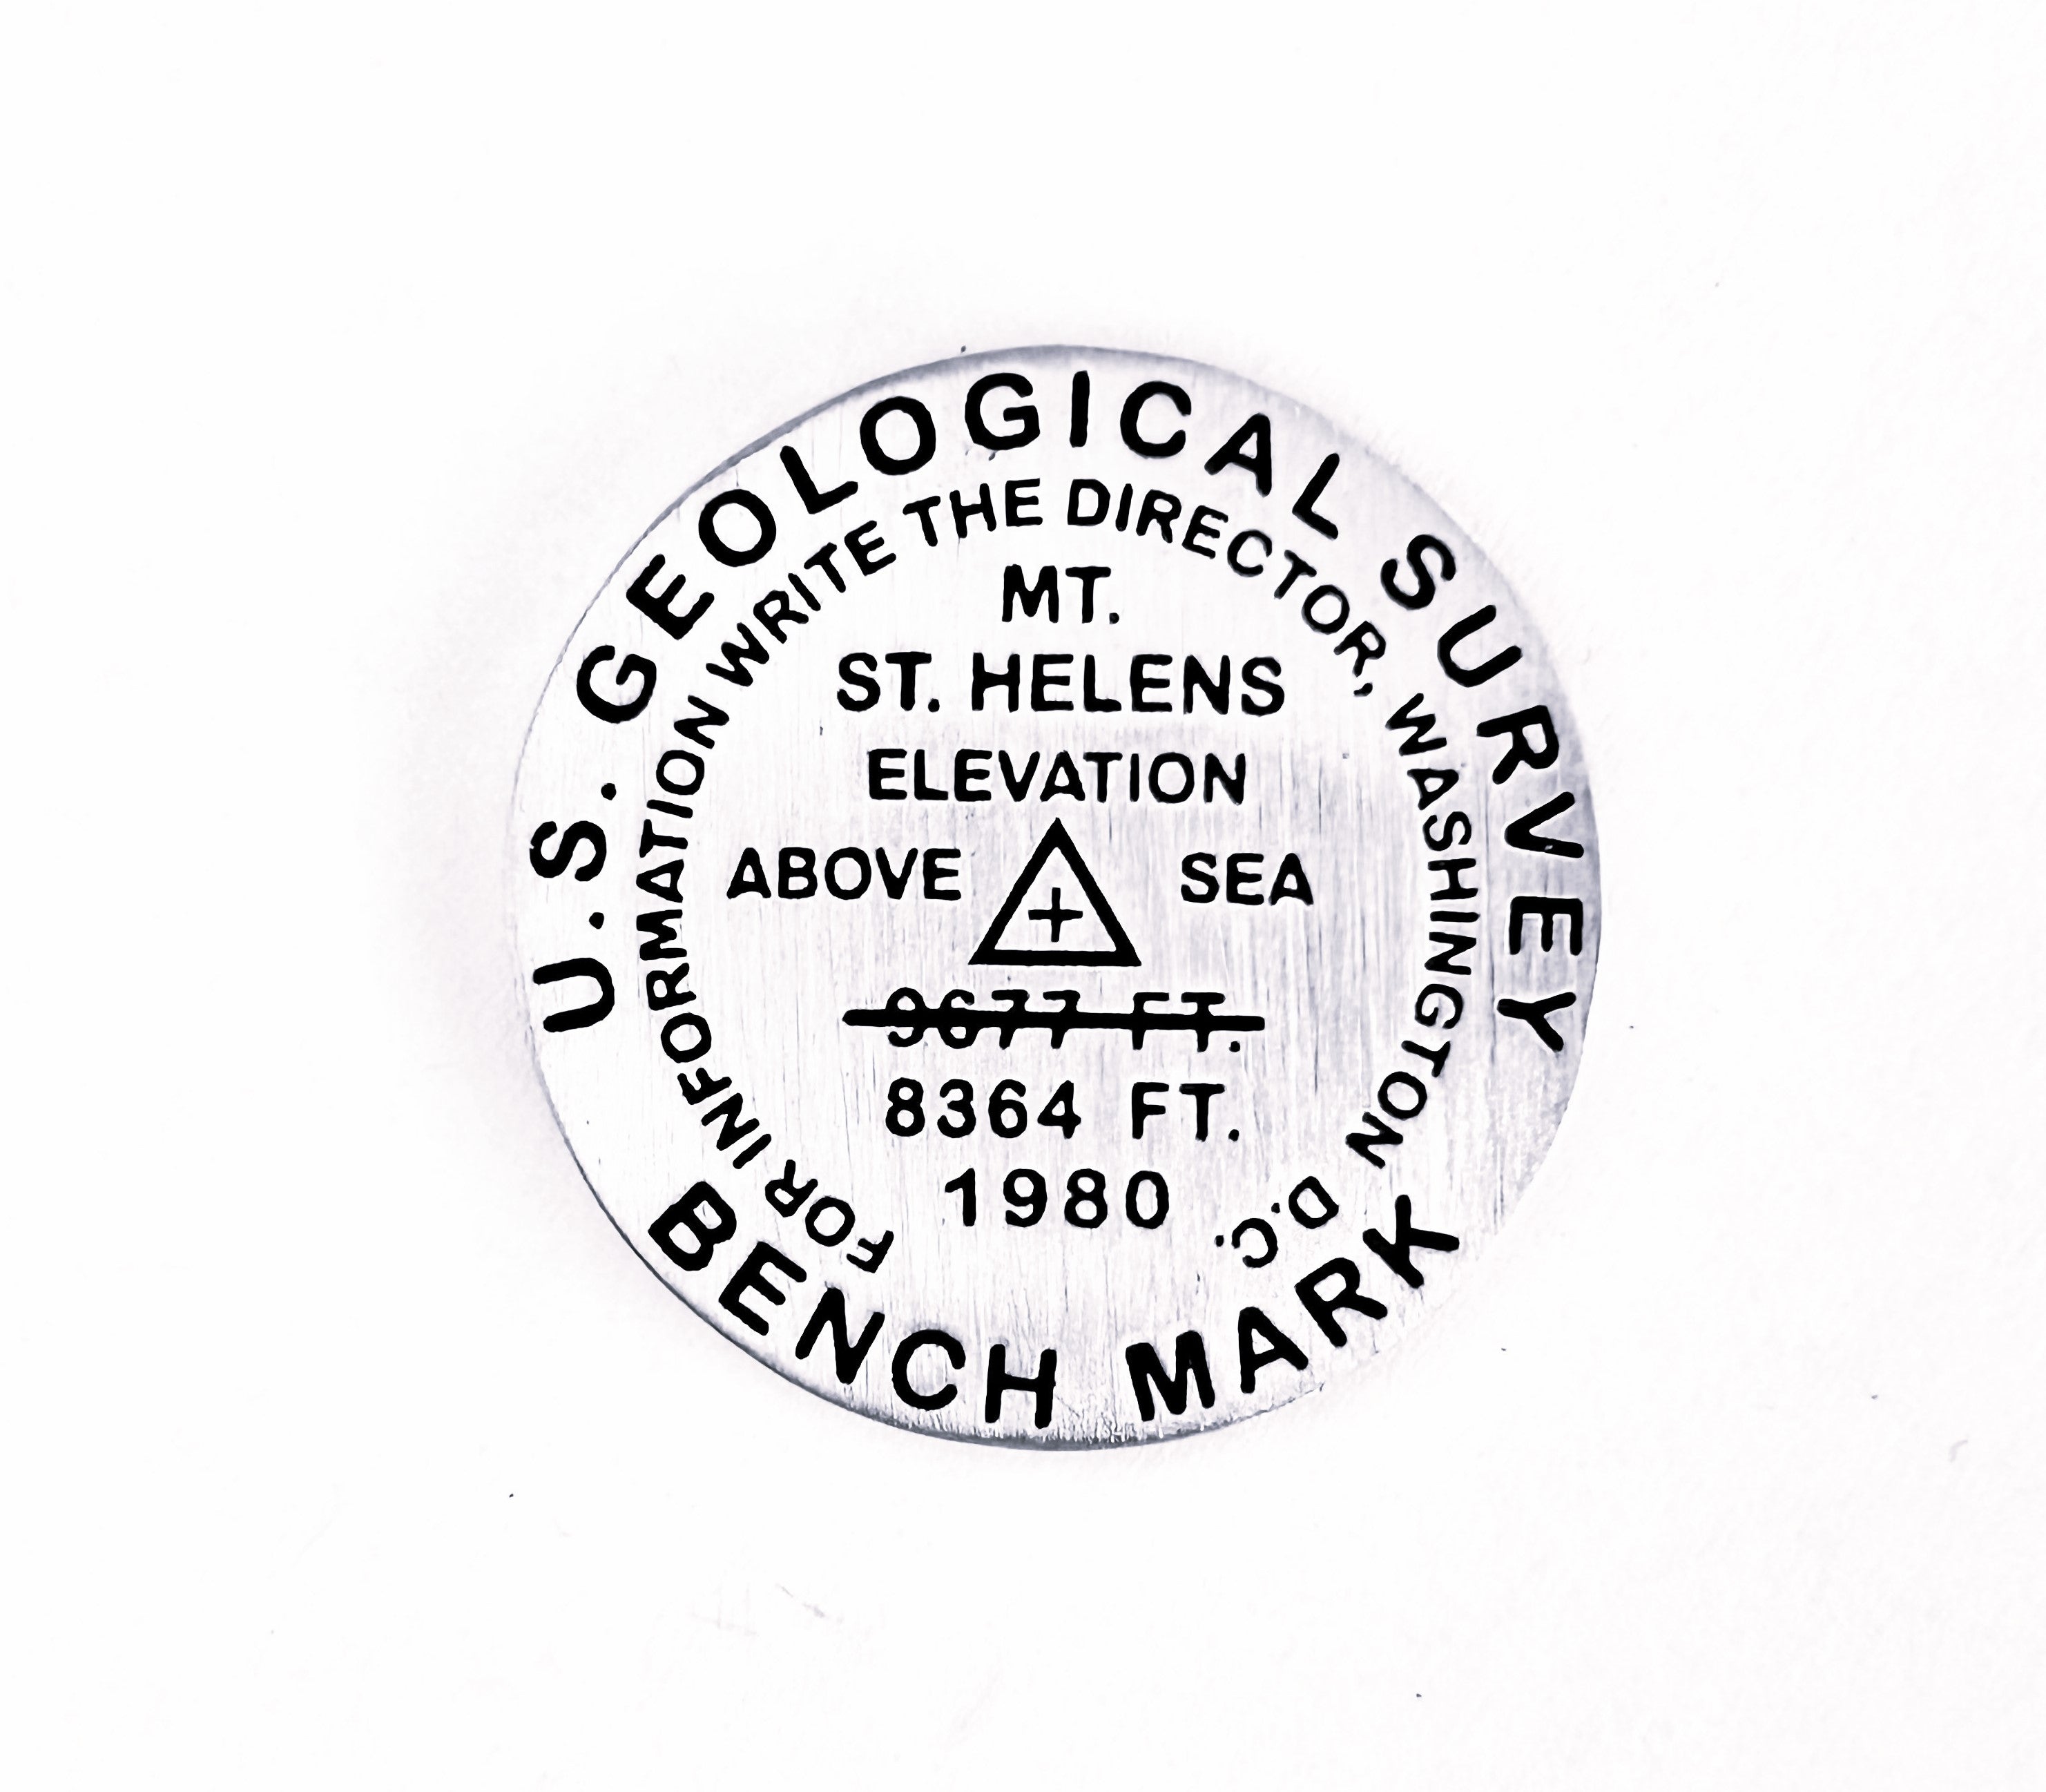 U.S. GEOLOGICAL SURVEY
FOR INFORMATION WRITE THE DIRECTOR, WASHINGTON D.C.
MT.
ST. HELENS
ELEVATION
ABOVE SEA
9677 FT.
8364 FT.
1980
BENCH MARK